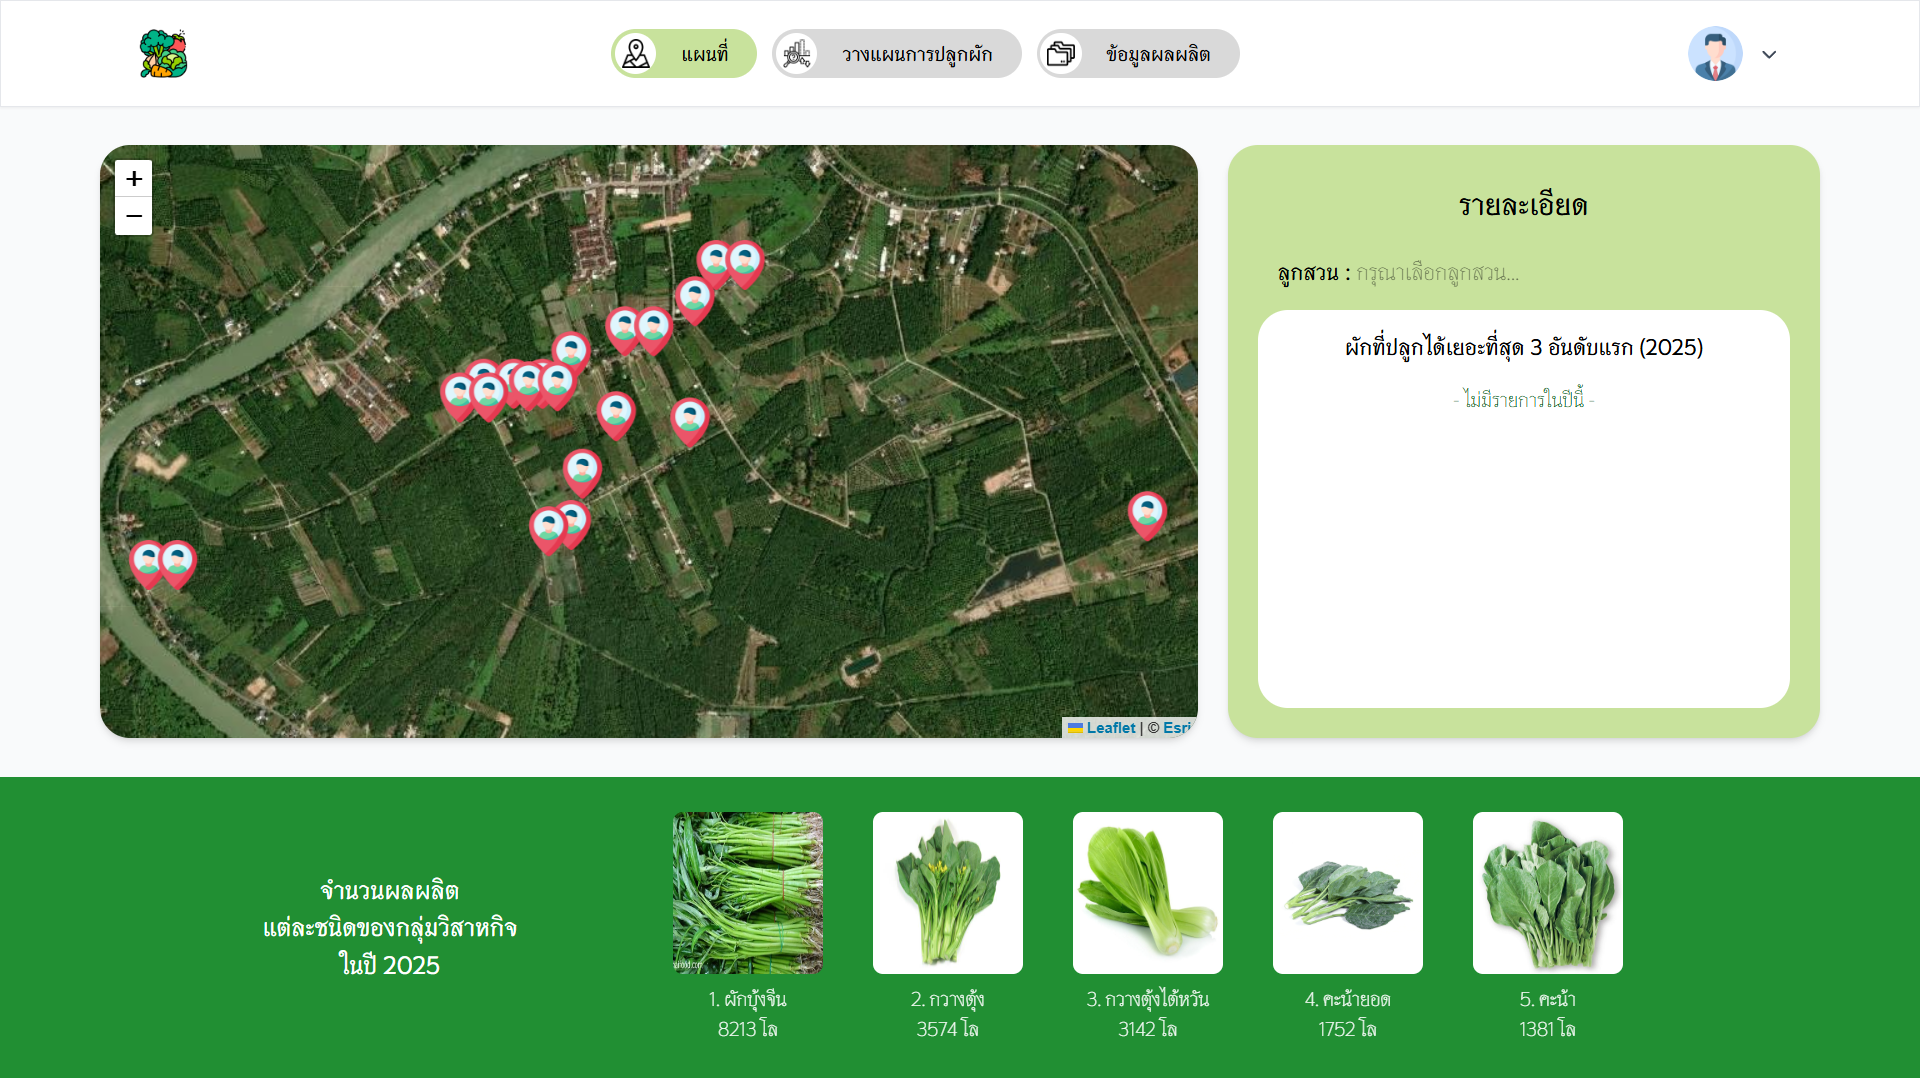 แผนที่
วางแผนการปลูกผัก
ข้อมูลผลผลิต
+
−
Leaflet | © Esri
รายละเอียด
ลูกสวน : กรุณาเลือกลูกสวน...
ผักที่ปลูกได้เยอะที่สุด 3 อันดับแรก (2025)
- ไม่มีรายการในปีนี้ -
จำนวนผลผลิต
แต่ละชนิดของกลุ่มวิสาหกิจ
ในปี 2025
1. ผักบุ้งจีน
8213 โล
2. กวางตุ้ง
3574 โล
3. กวางตุ้งไต้หวัน
3142 โล
4. คะน้ายอด
1752 โล
5. คะน้า
1381 โล